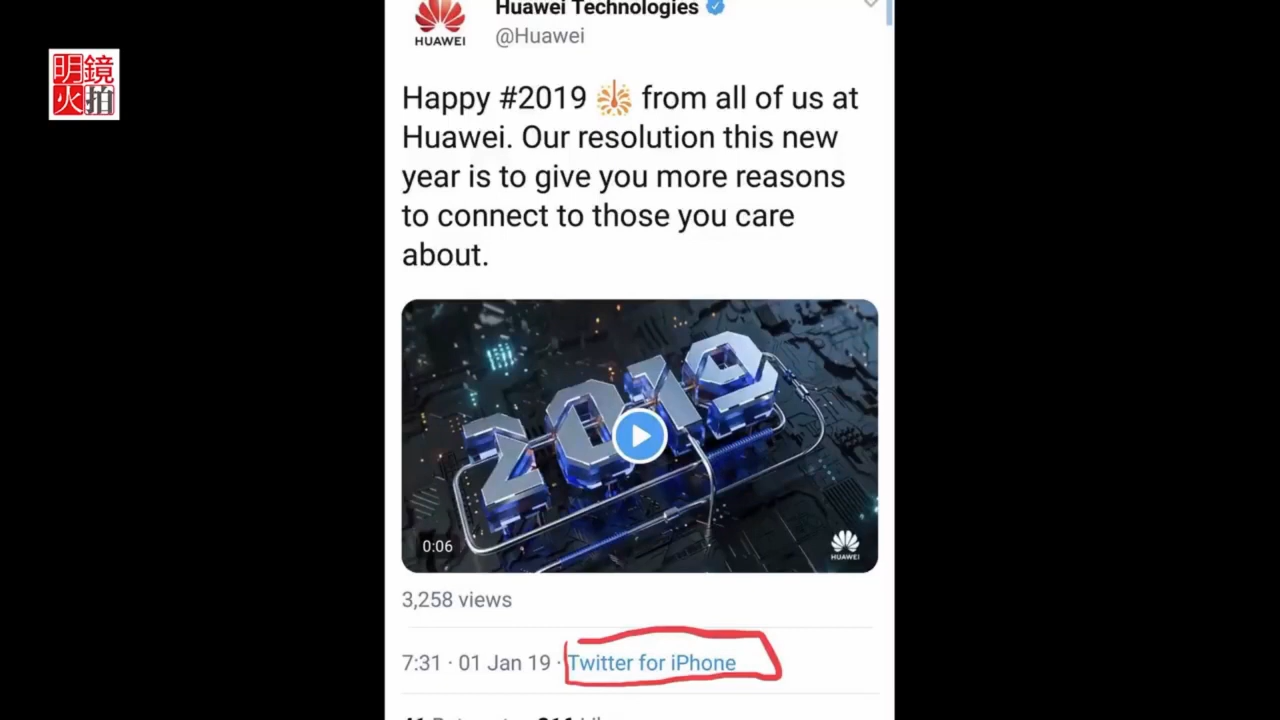 明鏡
火拍
Huawei Technologies
HUAWEI
@Huawei
Happy #2019 from all of us at
Huawei. Our resolution this new
year is to give you more reasons
to connect to those you care
about.
2019
0:06
HUAWEI
3,258 views
7:31 · 01 Jan 19 · Twitter for iPhone